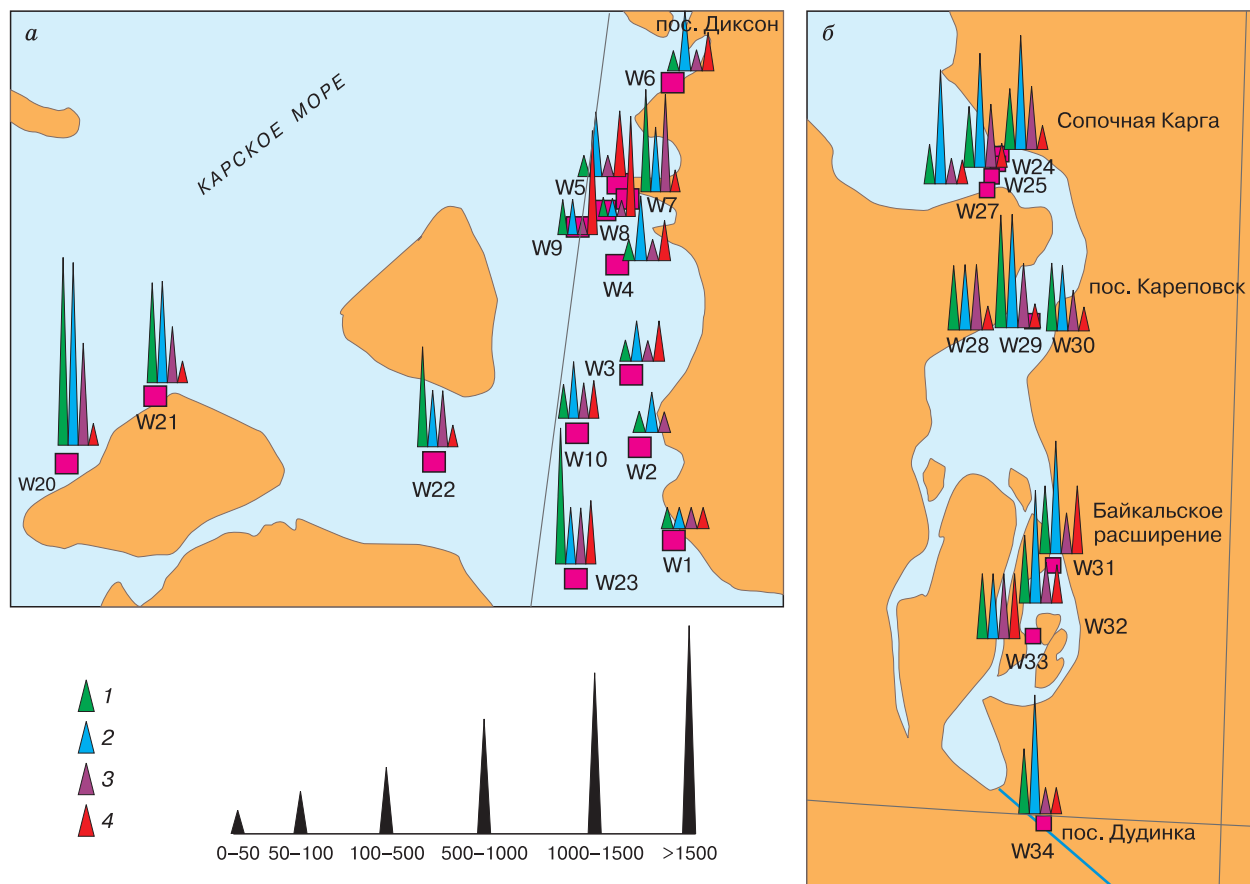 а
пос. Диксон
КАРСКОЕ МОРЕ
W6
W5
W7
W8
W9
W4
W3
W21
W10
W2
W20
W22
W1
W23
1
2
3
4
0–50
50–100
100–500
500–1000
1000–1500
>1500
б
Сопочная Карга
W24
W25
W27
пос. Кареповск
W28
W29
W30
Байкальское
расширение
W31
W32
W33
пос. Дудинка
W34